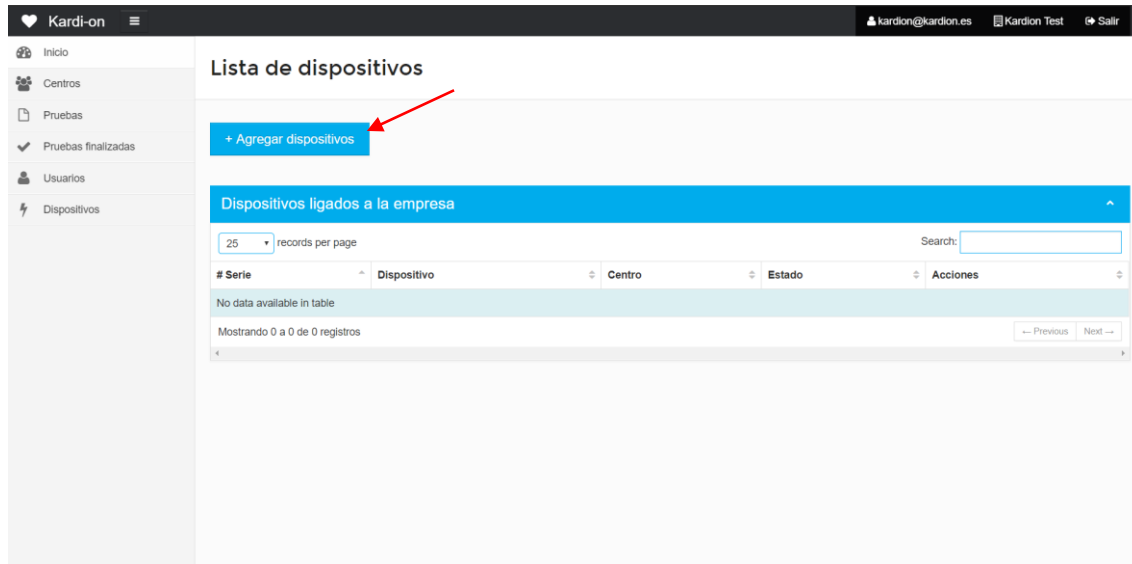 Kardi-on
kardion@kardion.es Kardion Test Salir
Inicio
Centros
Pruebas
Pruebas finalizadas
Usuarios
Dispositivos
Lista de dispositivos
+ Agregar dispositivos
Dispositivos ligados a la empresa
25 records per page Search:
# Serie Dispositivo Centro Estado Acciones
No data available in table
Mostrando 0 a 0 de 0 registros
← Previous Next →